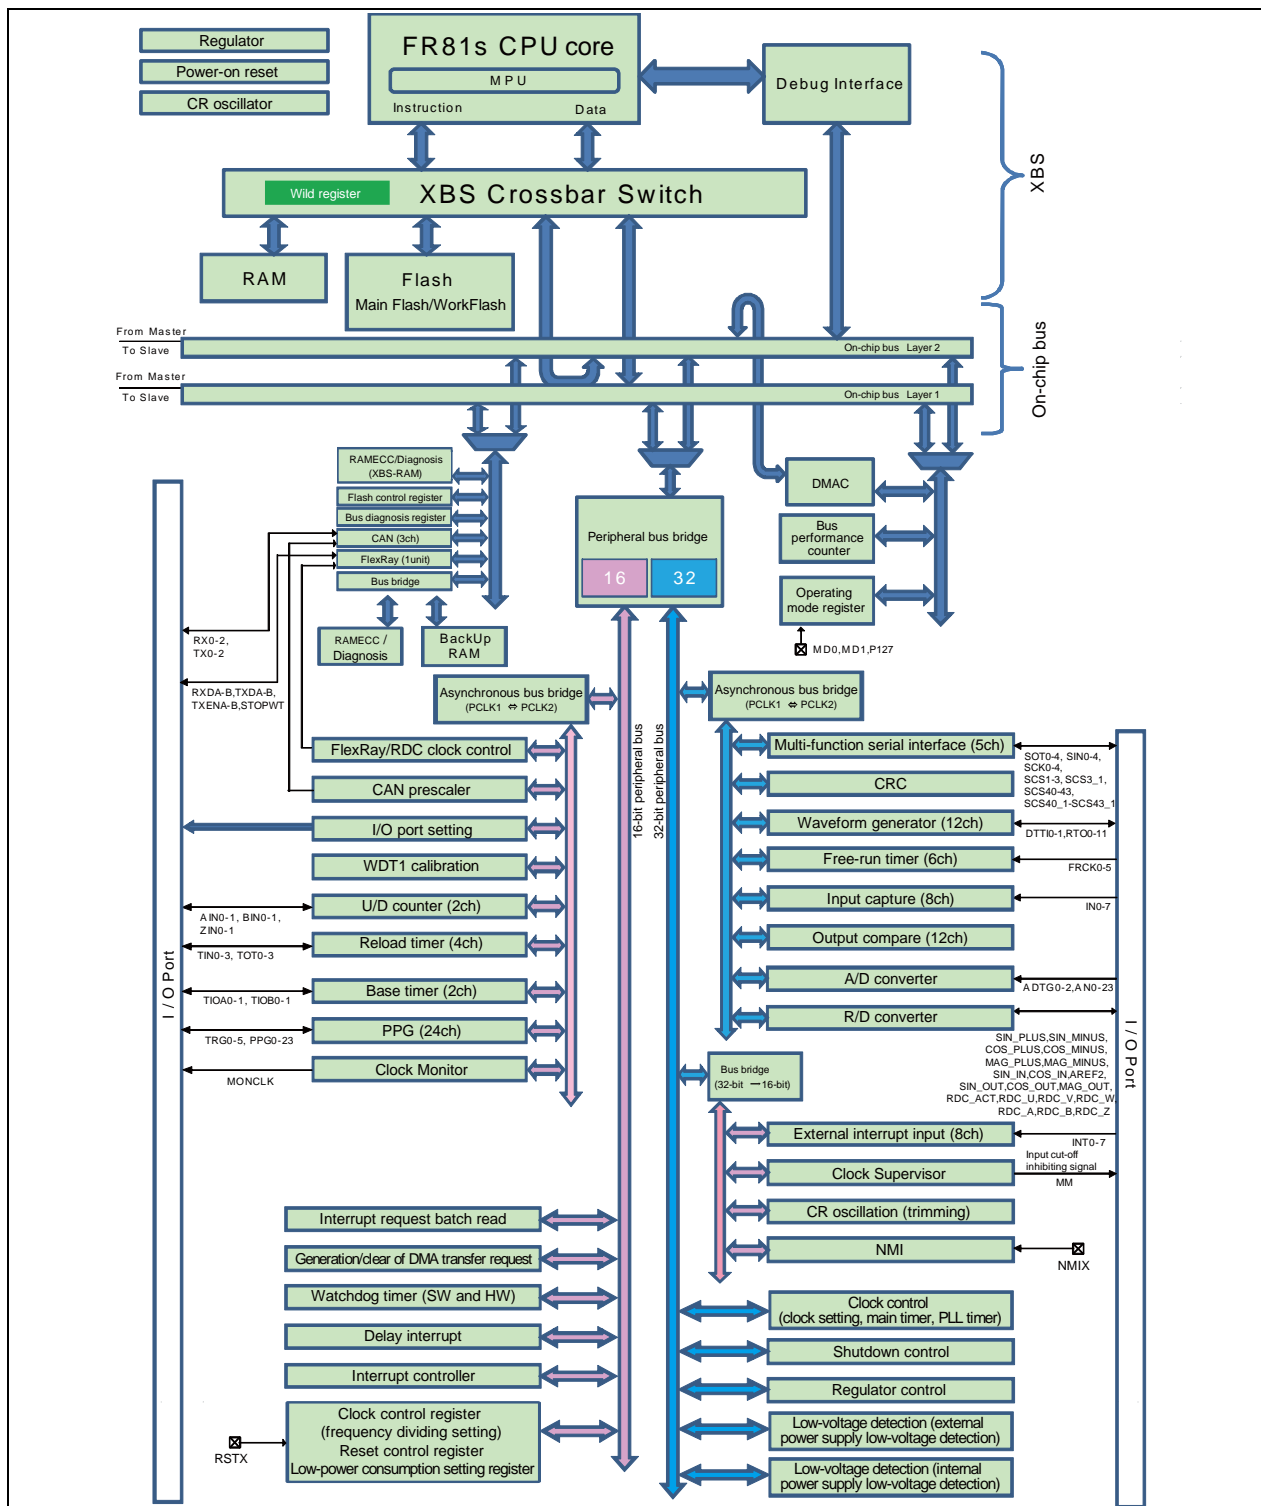 Regulator
Power-on reset
CR oscillator
FR81s CPU core
MPU
Instruction
Data
Debug Interface
XBS
Wild register
XBS Crossbar Switch
RAM
Flash
Main Flash/WorkFlash
On-chip bus
From Master
To Slave
On-chip bus Layer 2
From Master
To Slave
On-chip bus Layer 1
RAMECC/Diagnosis
(XBS-RAM)
Flash control register
Bus diagnosis register
CAN (3ch)
FlexRay (1unit)
Bus bridge
RAMECC /
Diagnosis
BackUp
RAM
Peripheral bus bridge
16
32
DMAC
Bus
performance
counter
Operating
mode register
MD0,MD1,P127
RX0-2,
TX0-2
RXDA-B,TXDA-B,
TXENA-B,STOPWT
I/O Port
Asynchronous bus bridge
(PCLK1 ⇔ PCLK2)
16-bit peripheral bus
32-bit peripheral bus
Asynchronous bus bridge
(PCLK1 ⇔ PCLK2)
FlexRay/RDC clock control
CAN prescaler
I/O port setting
WDT1 calibration
U/D counter (2ch)
AIN0-1, BIN0-1,
ZIN0-1
Reload timer (4ch)
TIN0-3, TOT0-3
Base timer (2ch)
TIOA0-1, TIOB0-1
PPG (24ch)
TRG0-5, PPG0-23
Clock Monitor
MONCLK
Multi-function serial interface (5ch)
SOT0-4, SIN0-4,
SCK0-4,
SCS1-3, SCS3_1,
SCS40-43,
SCS40_1-SCS43_1
CRC
Waveform generator (12ch)
DTTI0-1,RTO0-11
Free-run timer (6ch)
FRCK0-5
Input capture (8ch)
IN0-7
Output compare (12ch)
A/D converter
ADTG0-2,AN0-23
R/D converter
SIN_PLUS,SIN_MINUS,
COS_PLUS,COS_MINUS,
MAG_PLUS,MAG_MINUS,
SIN_IN,COS_IN,AREF2,
SIN_OUT,COS_OUT,MAG_OUT,
RDC_ACT,RDC_U,RDC_V,RDC_W,
RDC_A,RDC_B,RDC_Z
I/O Port
Bus bridge
(32-bit —16-bit)
External interrupt input (8ch)
INT0-7
Clock Supervisor
Input cut-off
inhibiting signal
MM
CR oscillation (trimming)
NMI
NMIX
Interrupt request batch read
Generation/clear of DMA transfer request
Watchdog timer (SW and HW)
Delay interrupt
Interrupt controller
Clock control register
(frequency dividing setting)
Reset control register
Low-power consumption setting register
RSTX
Clock control
(clock setting, main timer, PLL timer)
Shutdown control
Regulator control
Low-voltage detection (external
power supply low-voltage detection)
Low-voltage detection (internal
power supply low-voltage detection)